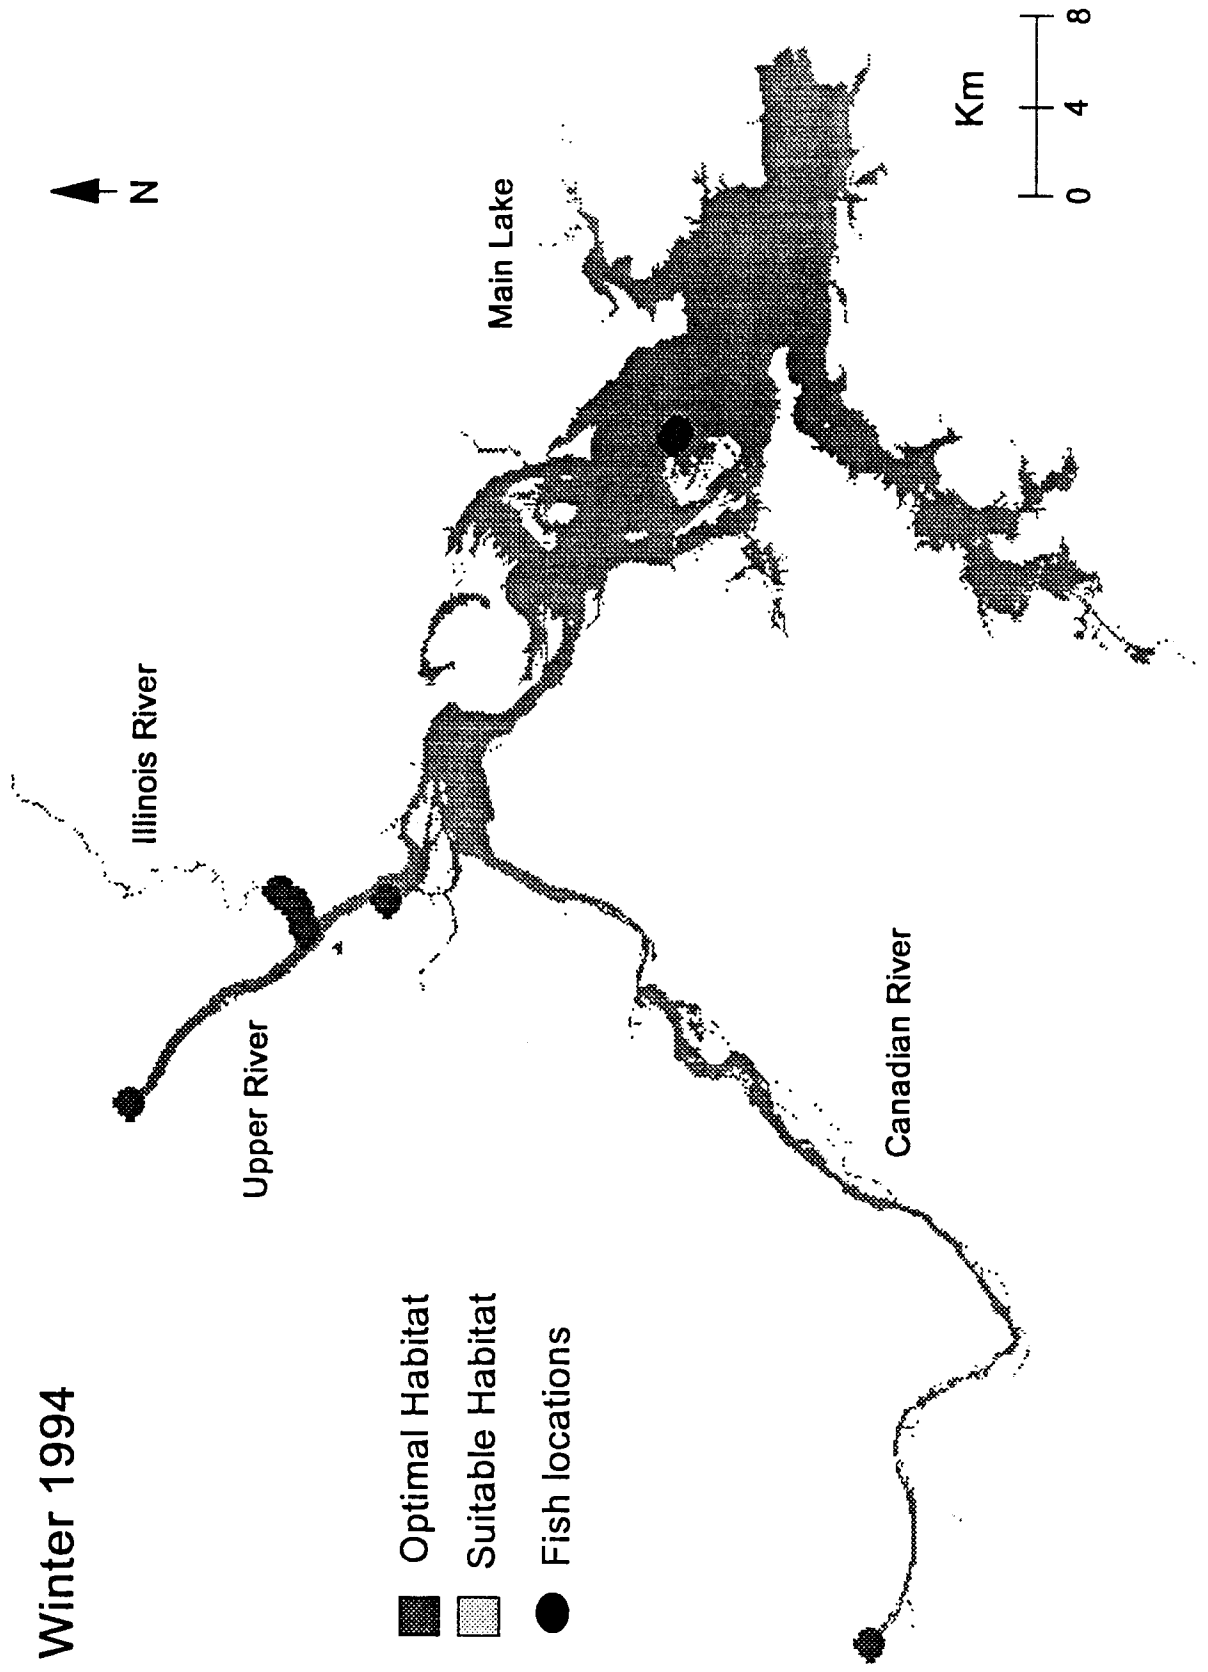 Winter 1994
N
Illinois River
Upper River
Main Lake
Optimal Habitat
Suitable Habitat
Fish locations
Canadian River
Km
0 4 8